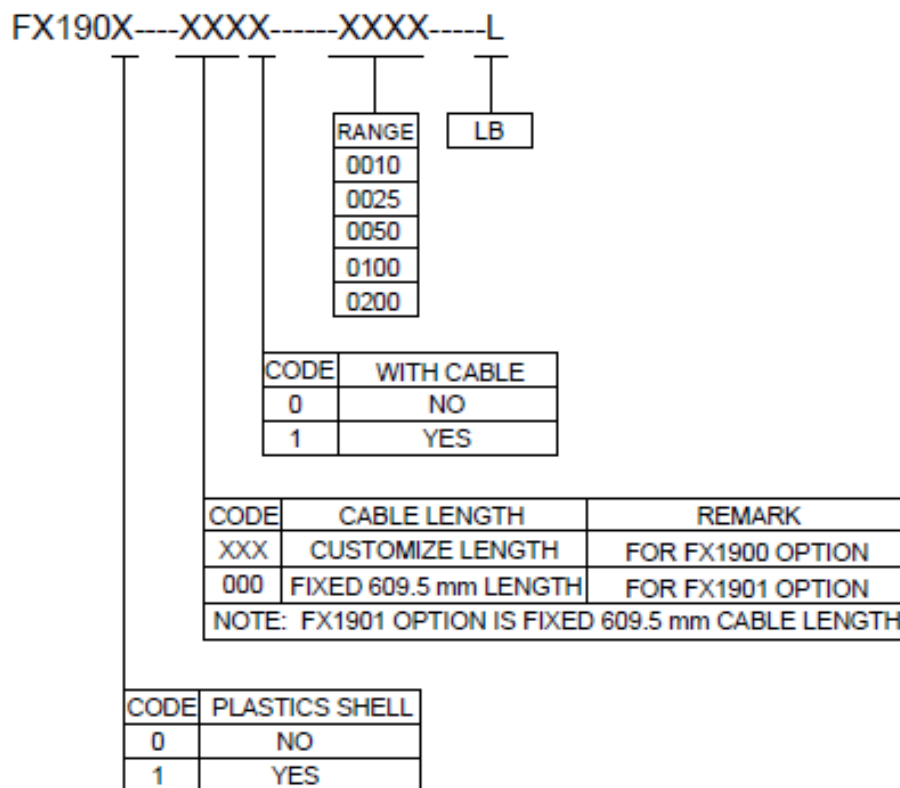 FX190X----XXXX------XXXX-----L
RANGE
0010
0025
0050
0100
0200
LB
CODE WITH CABLE
0 NO
1 YES
CODE CABLE LENGTH REMARK
XXX CUSTOMIZE LENGTH FOR FX1900 OPTION
000 FIXED 609.5 mm LENGTH FOR FX1901 OPTION
NOTE: FX1901 OPTION IS FIXED 609.5 mm CABLE LENGTH
CODE PLASTICS SHELL
0 NO
1 YES